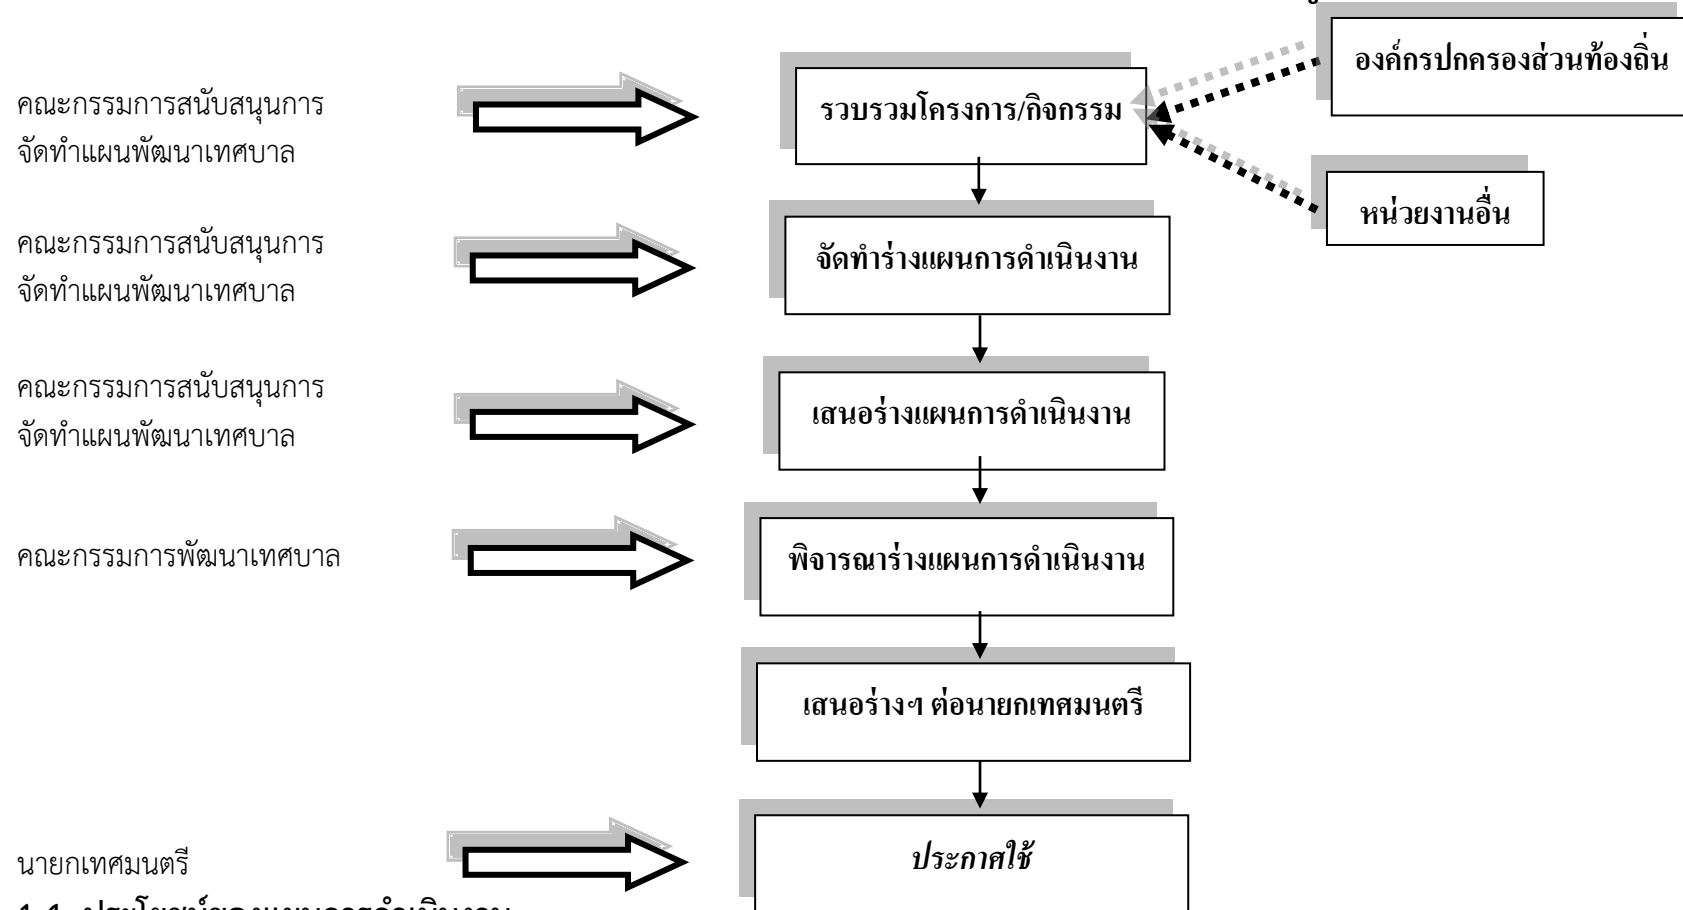 องค์กรปกครองส่วนท้องถิ่น
คณะกรรมการสนับสนุนการ
จัดทำแผนพัฒนาเทศบาล
รวบรวมโครงการ/กิจกรรม
หน่วยงานอื่น
คณะกรรมการสนับสนุนการ
จัดทำแผนพัฒนาเทศบาล
จัดทำร่างแผนการดำเนินงาน
คณะกรรมการสนับสนุนการ
จัดทำแผนพัฒนาเทศบาล
เสนอร่างแผนการดำเนินงาน
คณะกรรมการพัฒนาเทศบาล
พิจารณาร่างแผนการดำเนินงาน
เสนอร่างฯ ต่อนายกเทศมนตรี
นายกเทศมนตรี
ประกาศใช้